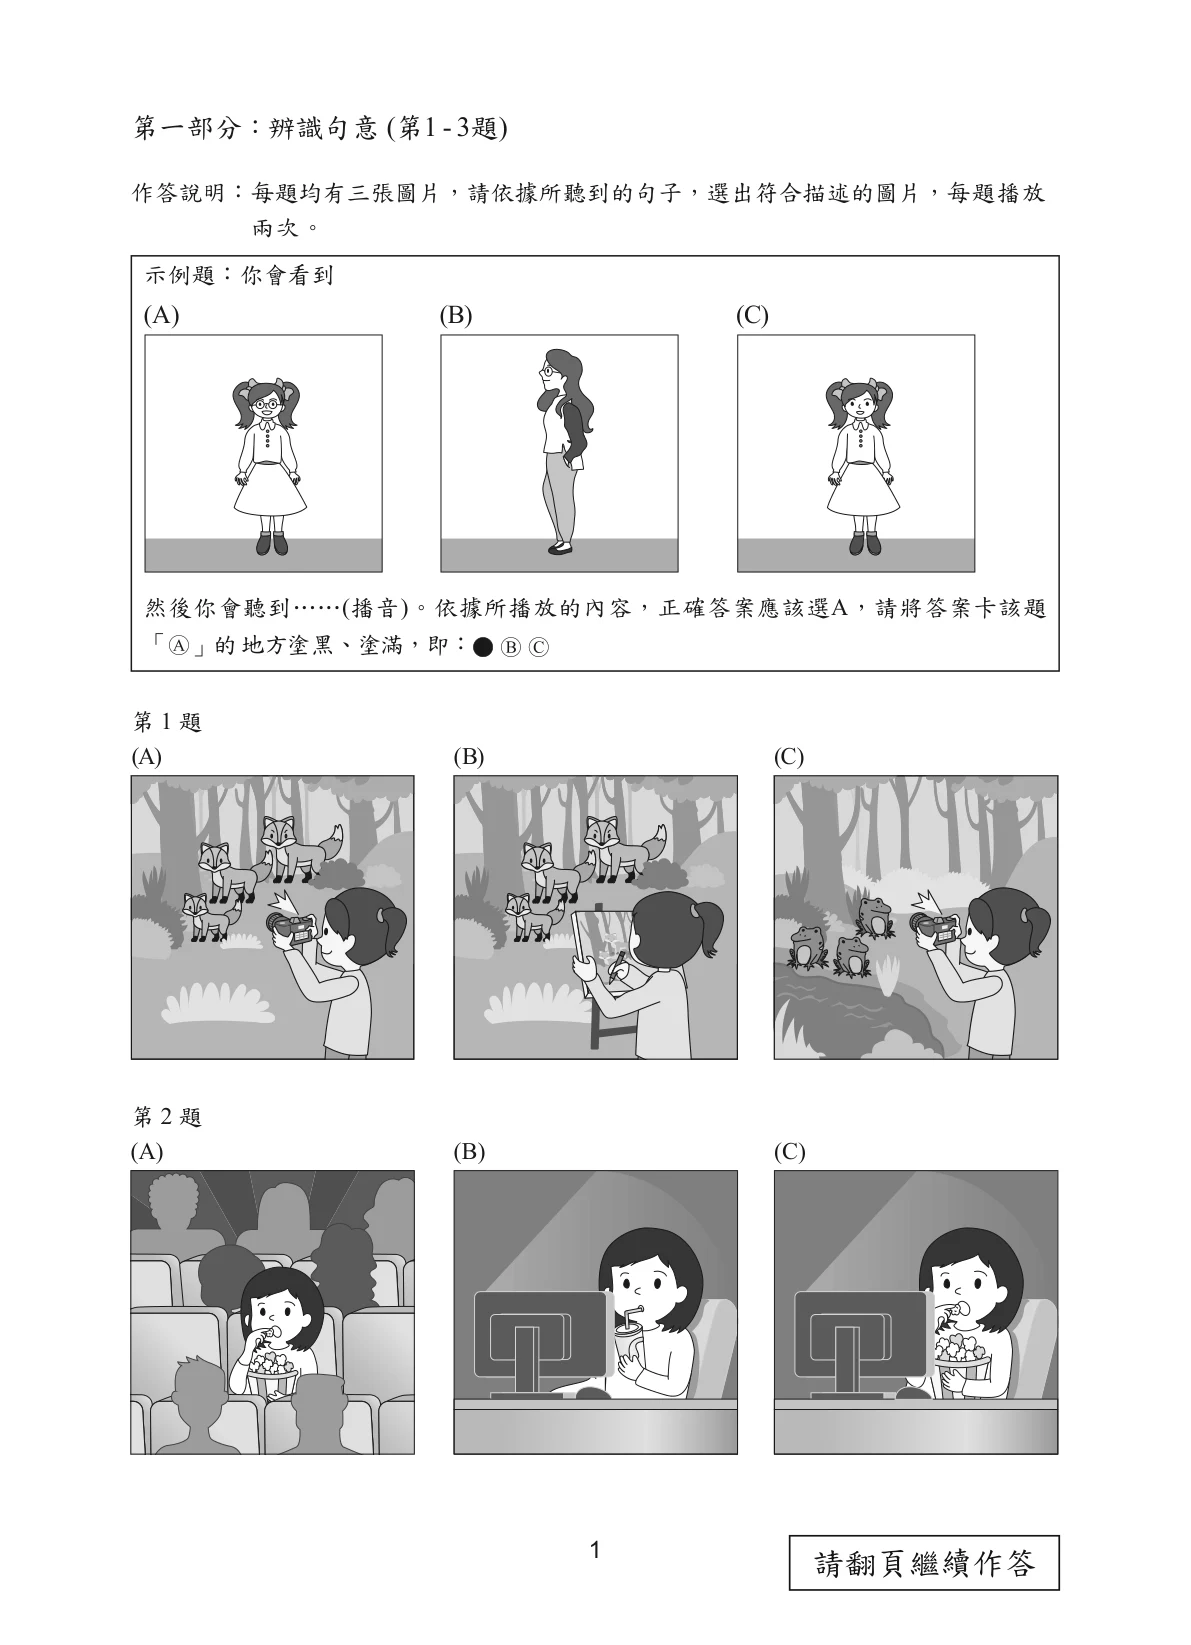 第一部分：辨識句意 (第1 - 3題)
作答說明：每題均有三張圖片，請依據所聽到的句子，選出符合描述的圖片，每題播放
兩次。
示例題：你會看到
(A) (B) (C)
然後你會聽到……(播音)。依據所播放的內容，正確答案應該選A，請將答案卡該題
「Ⓐ」的地方塗黑、塗滿，即：● Ⓑ Ⓒ
第 1 題
(A) (B) (C)
第 2 題
(A) (B) (C)
1
請翻頁繼續作答